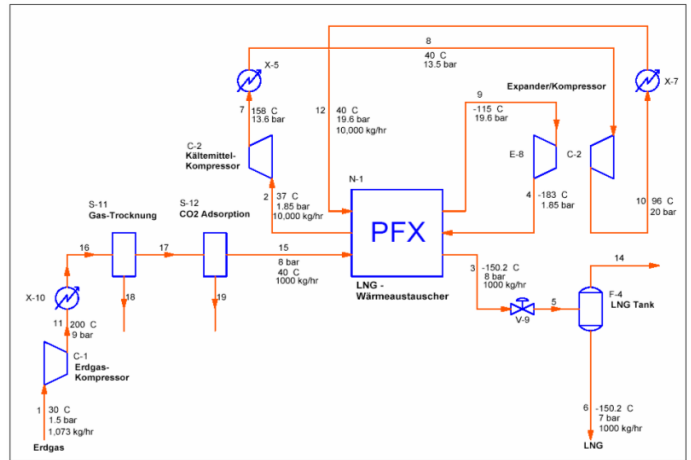 8
40 C
13.5 bar
X-5
X-7
7
158 C
13.6 bar
12
40 C
19.6 bar
10,000 kg/hr
9
-115 C
19.6 bar
Expander/Kompressor
C-2
Kältemittel-
Kompressor
E-8
C-2
2
37 C
1.85 bar
10,000 kg/hr
N-1
PFX
4
-183 C
1.85 bar
10
96 C
20 bar
S-11
Gas-Trocknung
S-12
CO2 Adsorption
16
17
15
8 bar
40 C
1000 kg/hr
LNG -
Wärmeaustauscher
3
-150.2 C
8 bar
1000 kg/hr
14
5
V-9
F-4
LNG Tank
X-10
18
19
11
200 C
9 bar
C-1
Erdgas-
Kompressor
1
30 C
1.5 bar
1,073 kg/hr
Erdgas
6
-150.2 C
7 bar
1000 kg/hr
LNG